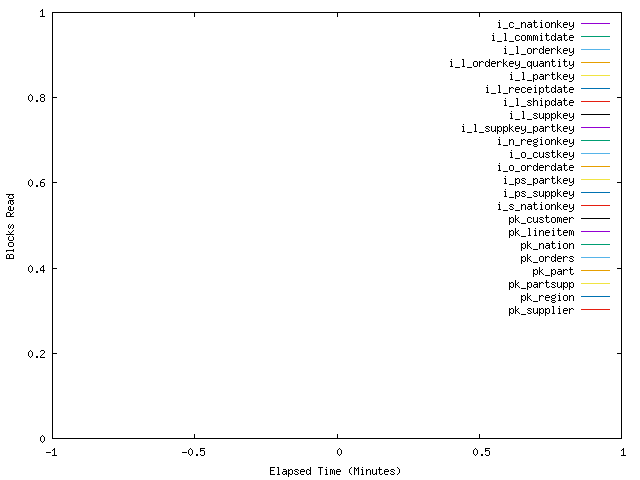 1
0.8
0.6
0.4
0.2
0
-1
-0.5
0
0.5
1
Blocks Read
Elapsed Time (Minutes)
i_c_nationkey
i_l_commitdate
i_l_orderkey
i_l_orderkey_quantity
i_l_partkey
i_l_receiptdate
i_l_shipdate
i_l_suppkey
i_l_suppkey_partkey
i_n_regionkey
i_o_custkey
i_o_orderdate
i_ps_partkey
i_ps_suppkey
i_s_nationkey
pk_customer
pk_lineitem
pk_nation
pk_orders
pk_part
pk_partsupp
pk_region
pk_supplier